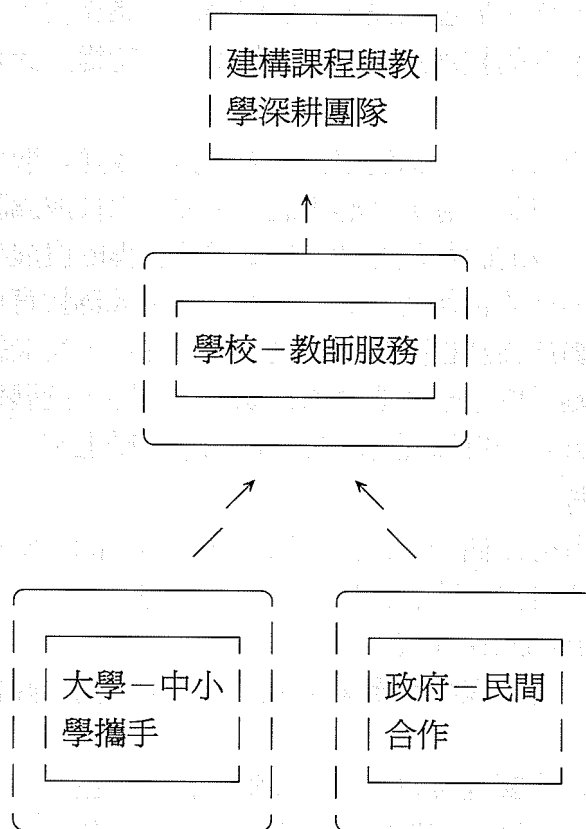 建構課程與教
學深耕團隊
學校－教師服務
大學－中小
學攜手
政府－民間
合作